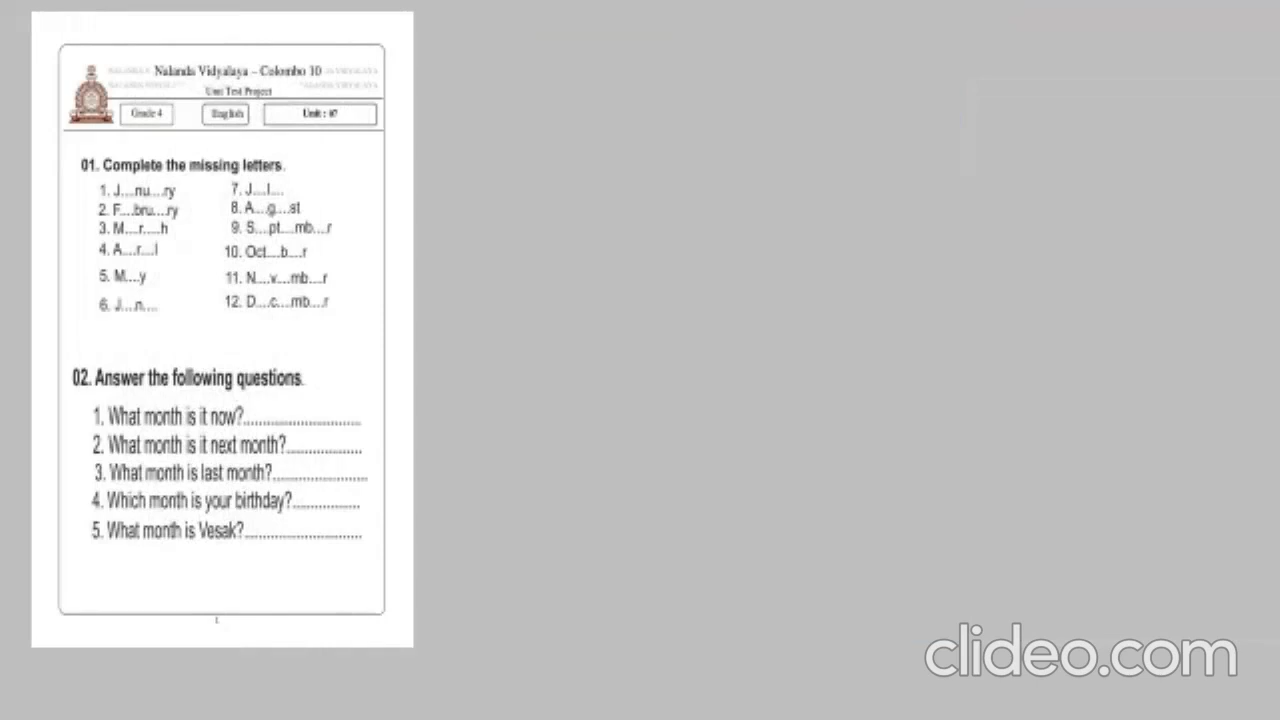 Nalanda Vidyalaya – Colombo 10
Unit Test Project
Grade 4
English
Unit : 07
01. Complete the missing letters.
1. J....nu....ry
2. F....bru....ry
3. M....r.....h
4. A....r....l
5. M....y
6. J....n....
7. J....l....
8. A....g....st
9. S....pt....mb....r
10. Oct....b....r
11. N....v....mb....r
12. D....c....mb....r
02. Answer the following questions.
1. What month is it now?..............................
2. What month is it next month?....................
3. What month is last month?.........................
4. Which month is your birthday?..................
5. What month is Vesak?...............................
1
clideo.com